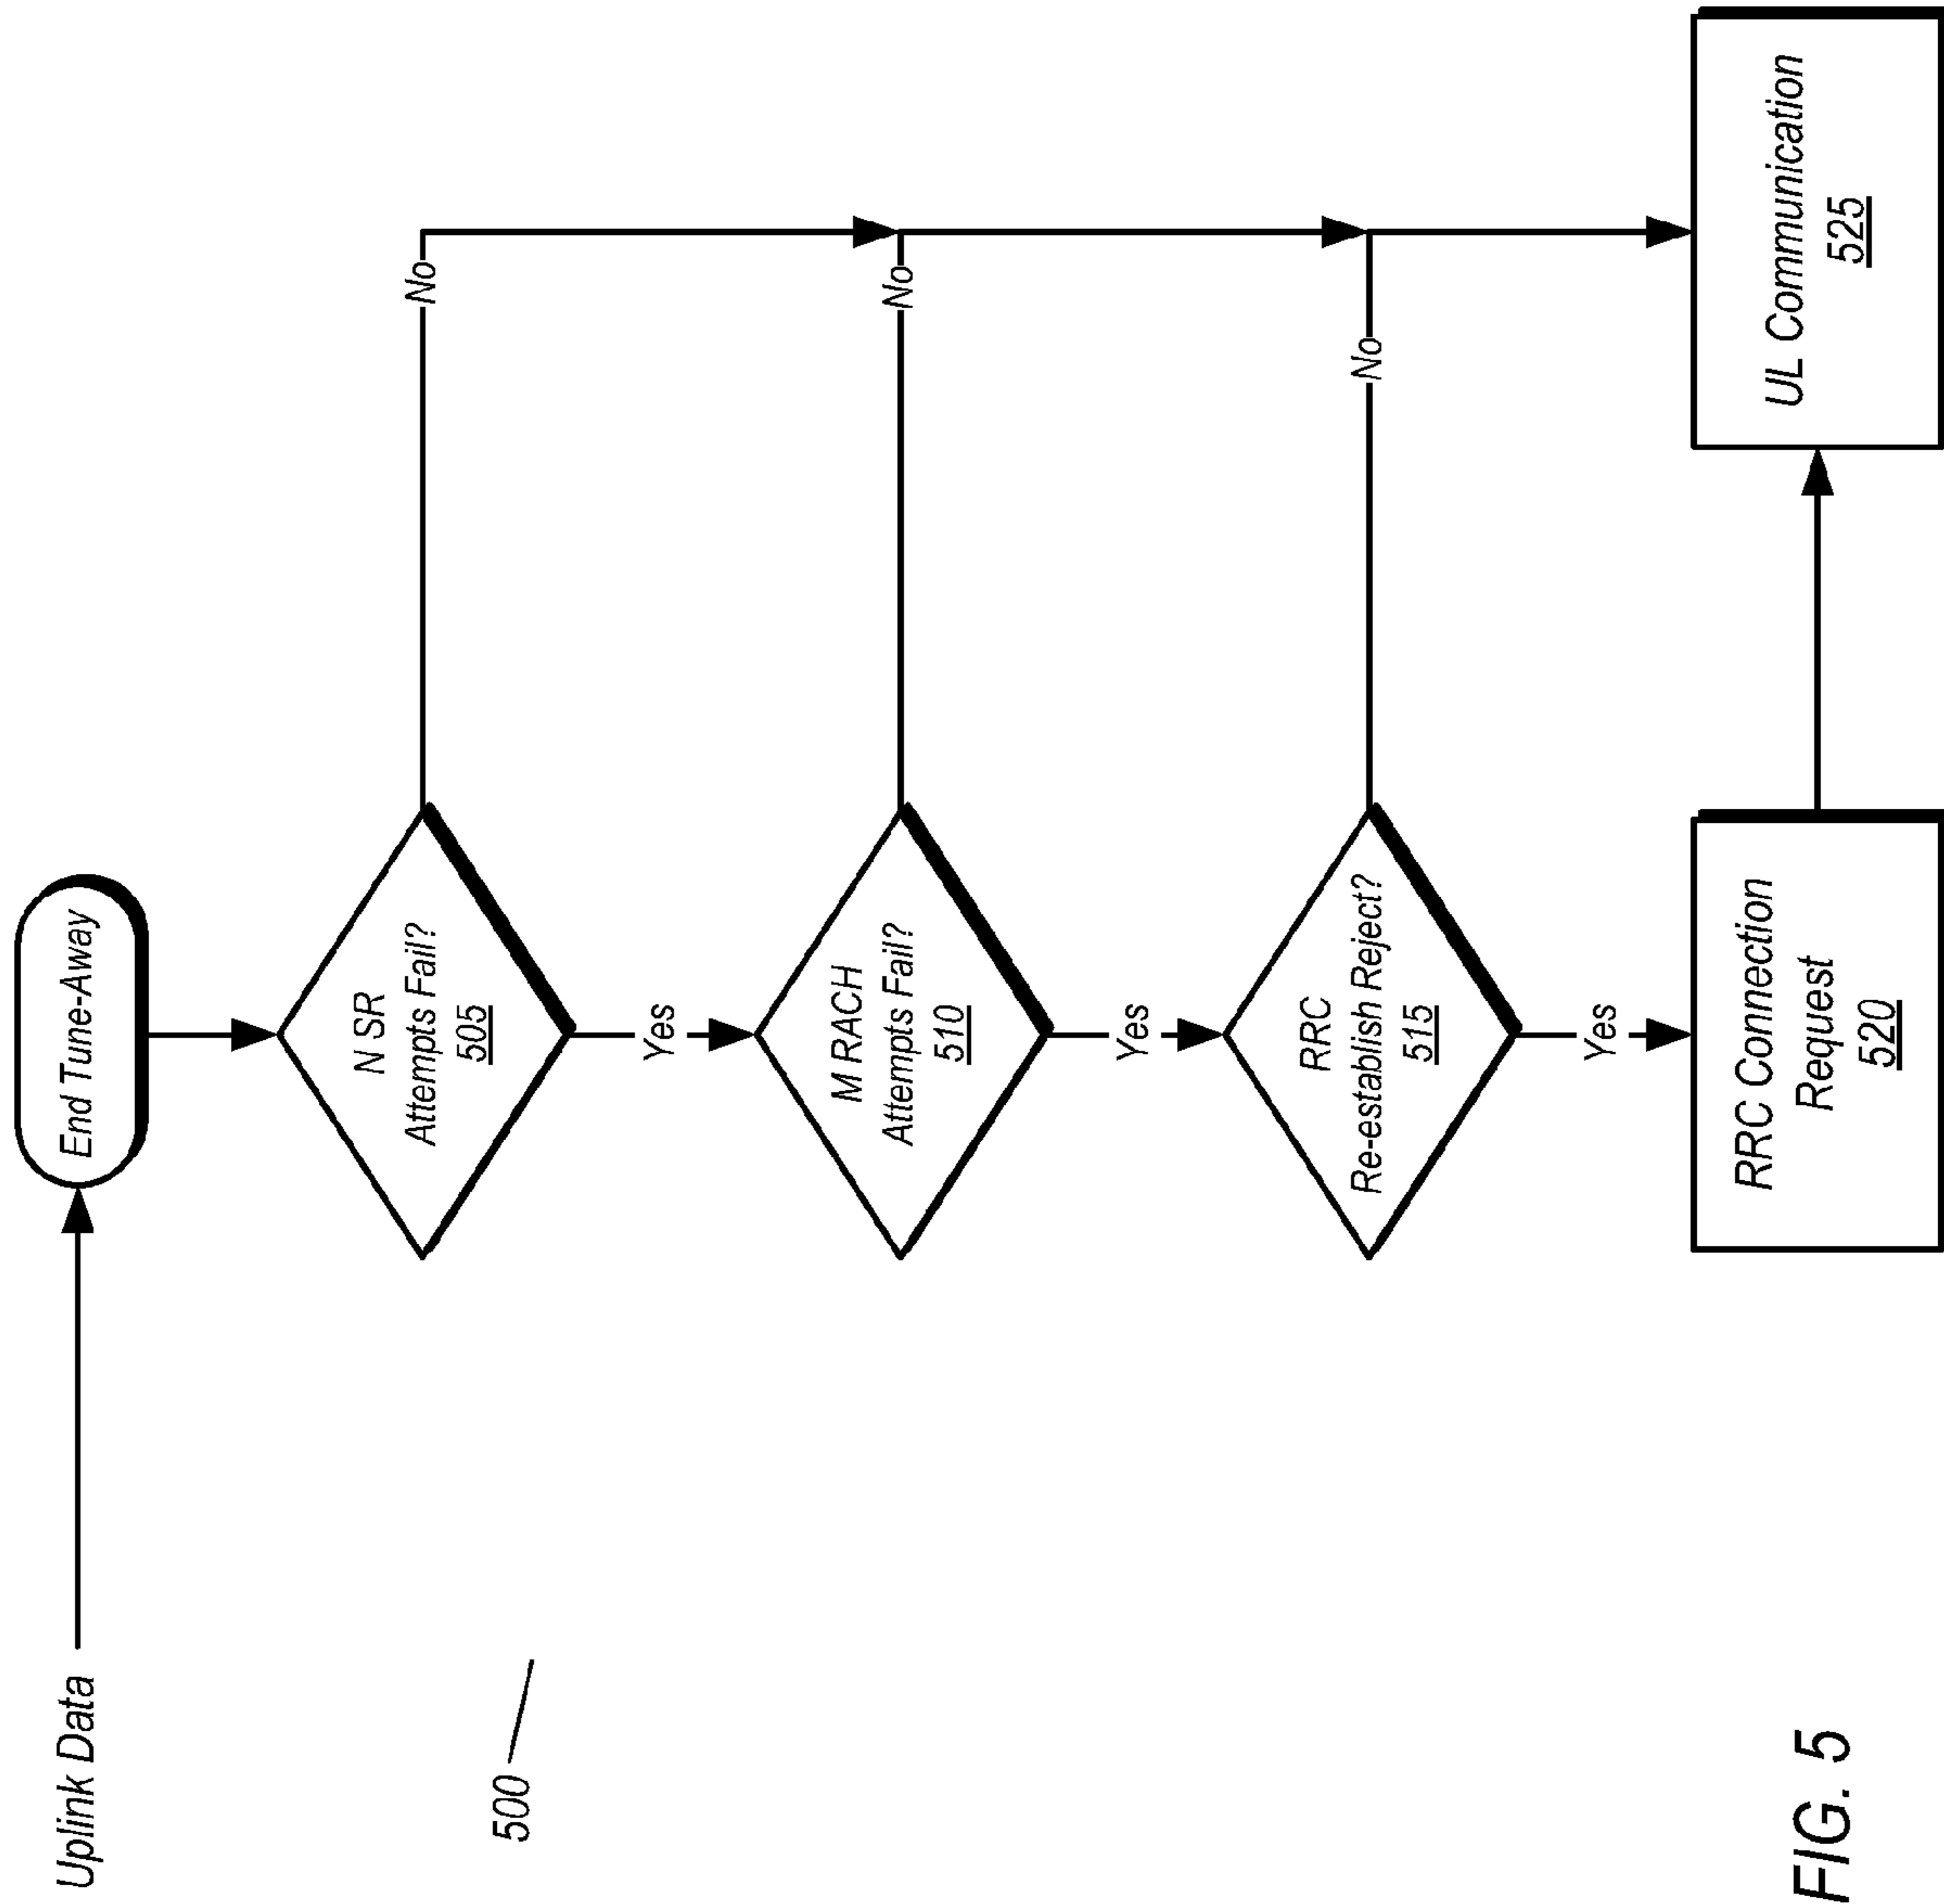 Uplink Data
End Tune-Away
500
N SR
Attempts Fail?
505
No
Yes
M RACH
Attempts Fail?
510
No
Yes
RRC
Re-establish Reject?
515
No
Yes
RRC Connection
Request
520
UL Communication
525
FIG. 5